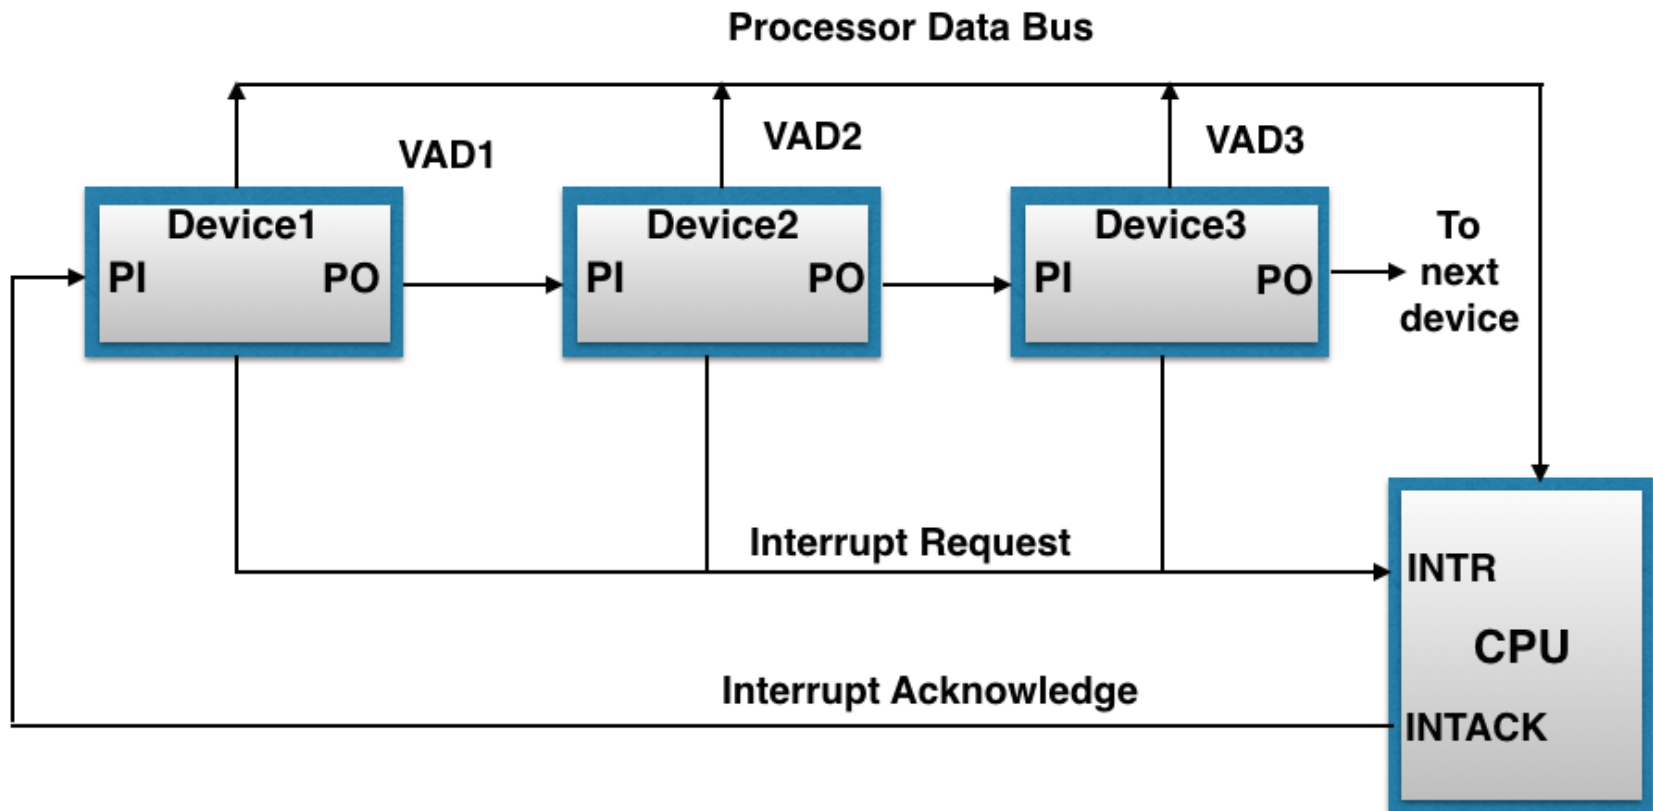 Processor Data Bus
VAD1
VAD2
VAD3
Device1
PI
PO
Device2
PI
PO
Device3
PI
PO
To
next
device
Interrupt Request
INTR
CPU
Interrupt Acknowledge
INTACK